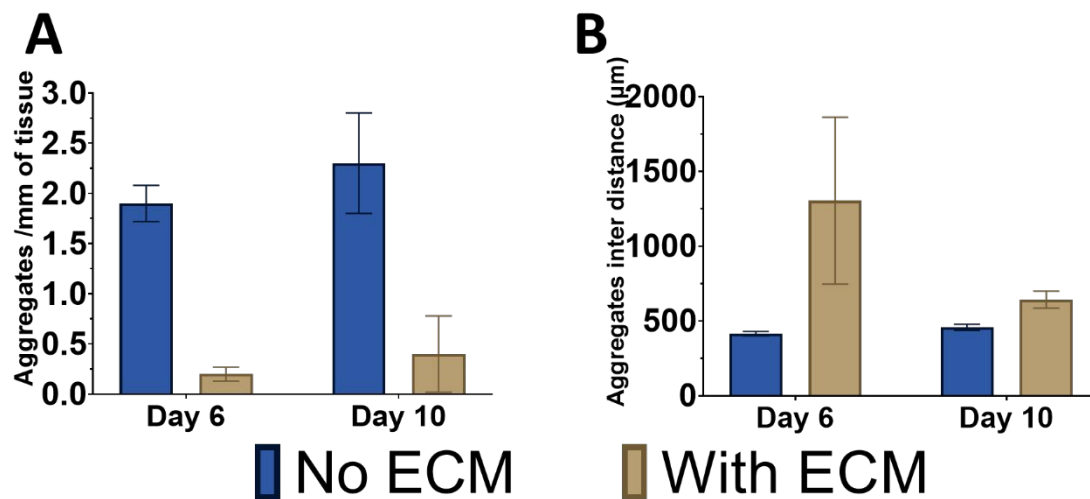 A
Aggregates /mm of tissue
3.0
2.5
2.0
1.5
1.0
0.5
0.0
Day 6
Day 10
B
Aggregates inter distance (µm)
2000
1500
1000
500
0
Day 6
Day 10
No ECM
With ECM